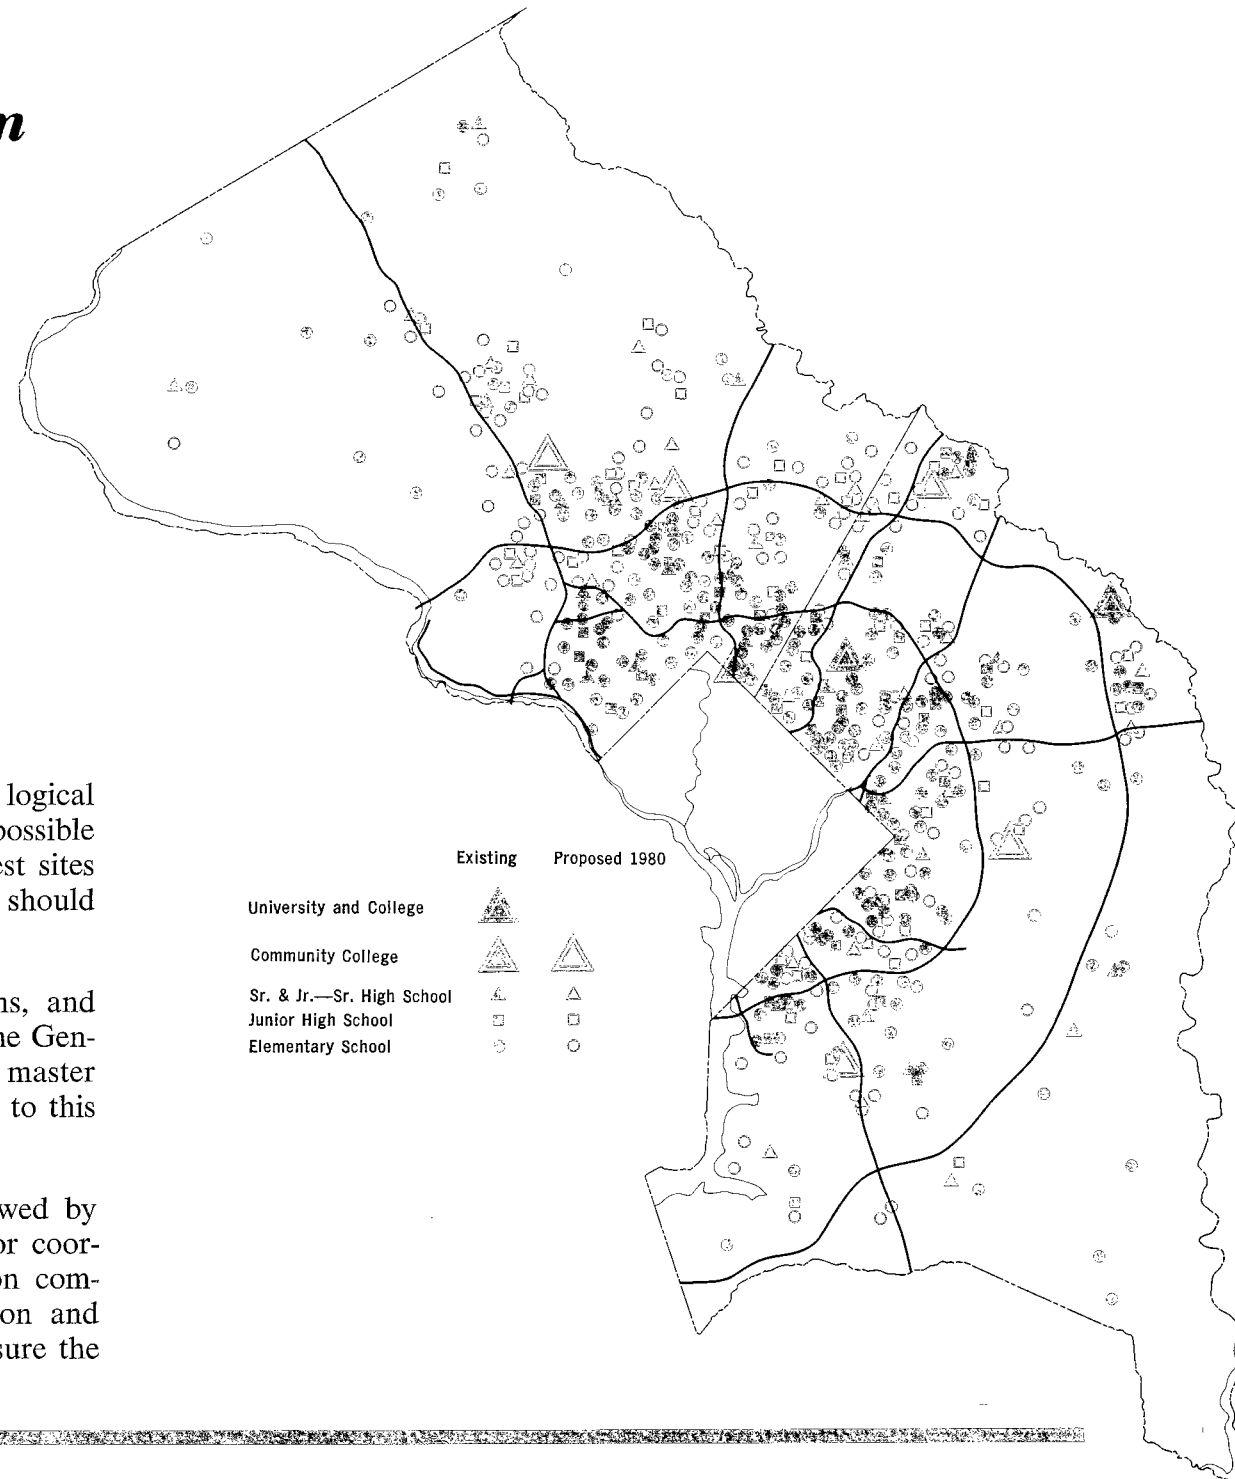 n
logical
possible
est sites
should
ns, and
ne Gen-
master
to this
wed by
or coor-
on com-
on and
sure the
Existing Proposed 1980
University and College
Community College
Sr. & Jr.—Sr. High School
Junior High School
Elementary School